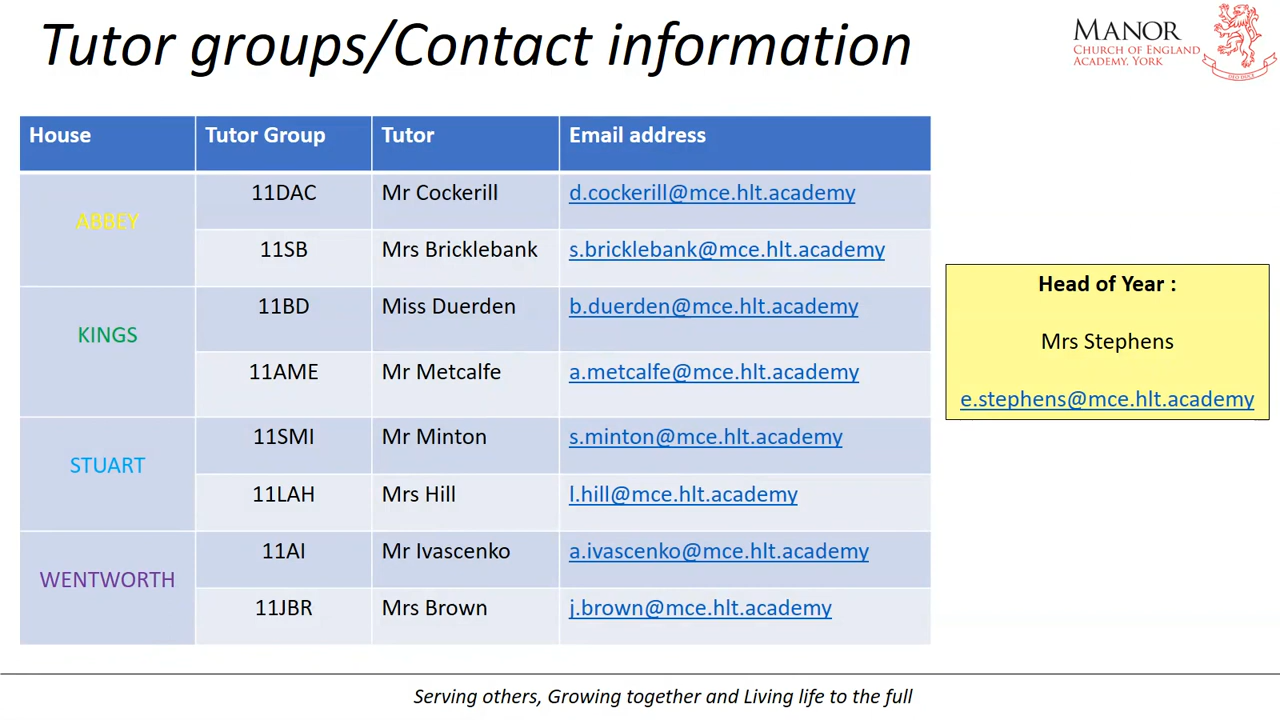 Tutor groups/Contact information
MANOR
CHURCH OF ENGLAND
ACADEMY, YORK
House Tutor Group Tutor Email address
ABBEY
11DAC Mr Cockerill d.cockerill@mce.hlt.academy
11SB Mrs Bricklebank s.bricklebank@mce.hlt.academy
KINGS
11BD Miss Duerden b.duerden@mce.hlt.academy
11AME Mr Metcalfe a.metcalfe@mce.hlt.academy
STUART
11SMI Mr Minton s.minton@mce.hlt.academy
11LAH Mrs Hill l.hill@mce.hlt.academy
WENTWORTH
11AI Mr Ivascenko a.ivascenko@mce.hlt.academy
11JBR Mrs Brown j.brown@mce.hlt.academy
Head of Year :
Mrs Stephens
e.stephens@mce.hlt.academy
Serving others, Growing together and Living life to the full